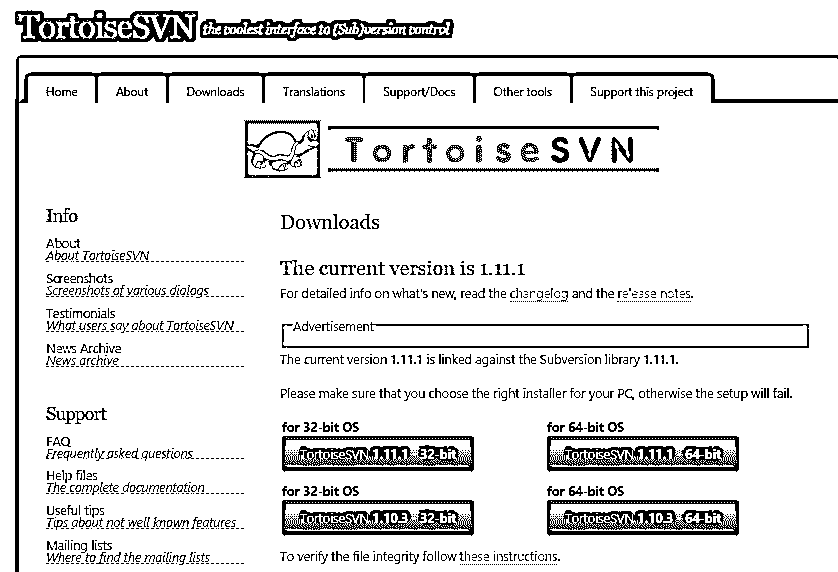 TortoiseSVN the coolest interface to (Sub)version control
Home About Downloads Translations Support/Docs Other tools Support this project
TortoiseSVN
Info
About
About TortoiseSVN
Screenshots
Screenshots of various dialogs
Testimonials
What users say about TortoiseSVN
News Archive
News archive
Support
FAQ
Frequently asked questions
Help files
The complete documentation
Useful tips
Tips about not well known features
Mailing lists
Where to find the mailing lists
Downloads
The current version is 1.11.1
For detailed info on what's new, read the changelog and the release notes.
Advertisement
The current version 1.11.1 is linked against the Subversion library 1.11.1.
Please make sure that you choose the right installer for your PC, otherwise the setup will fail.
for 32-bit OS for 64-bit OS
TortoiseSVN 1.11.1 32-bit TortoiseSVN 1.11.1 64-bit
for 32-bit OS for 64-bit OS
TortoiseSVN 1.10.3 32-bit TortoiseSVN 1.10.3 64-bit
To verify the file integrity follow these instructions.